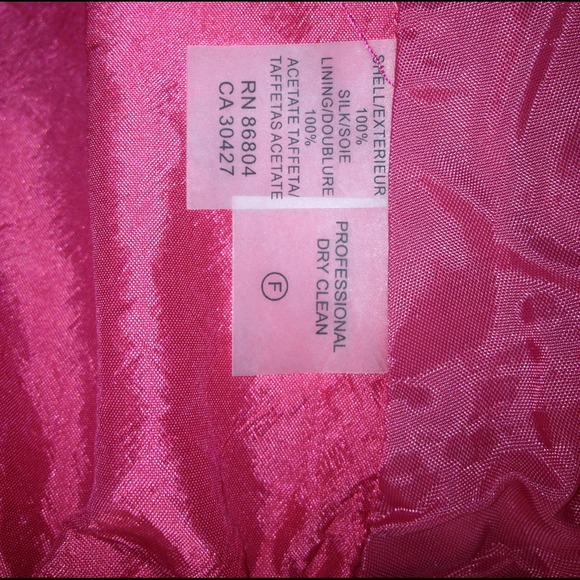 SHELL/EXTERIEUR
100%
SILK/SOIE
LINING/DOUBLURE
100%
ACETATE TAFFETA/
TAFFETAS ACETATE
RN 86804
CA 30427
PROFESSIONAL
DRY CLEAN
F